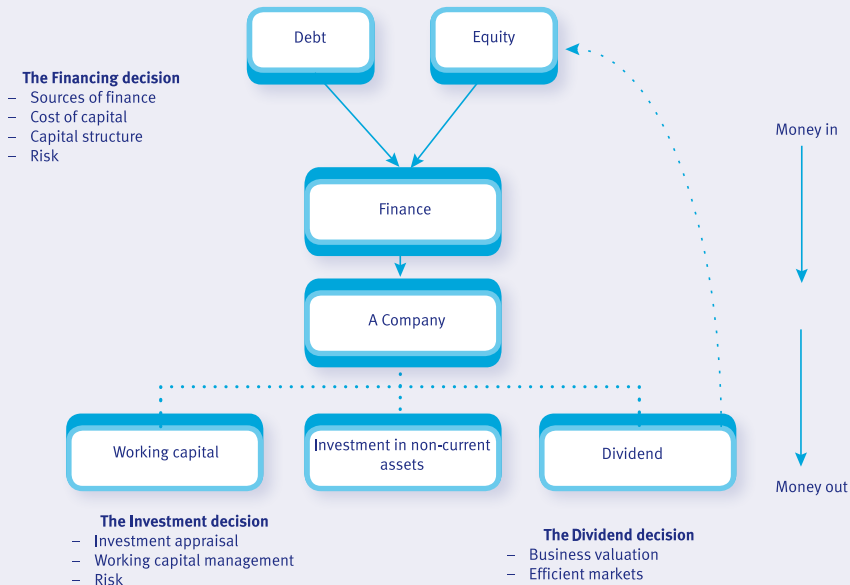 Debt
Equity
The Financing decision
– Sources of finance
– Cost of capital
– Capital structure
– Risk
Money in
Finance
A Company
Working capital
Investment in non-current
assets
Dividend
Money out
The Investment decision
– Investment appraisal
– Working capital management
– Risk
The Dividend decision
– Business valuation
– Efficient markets